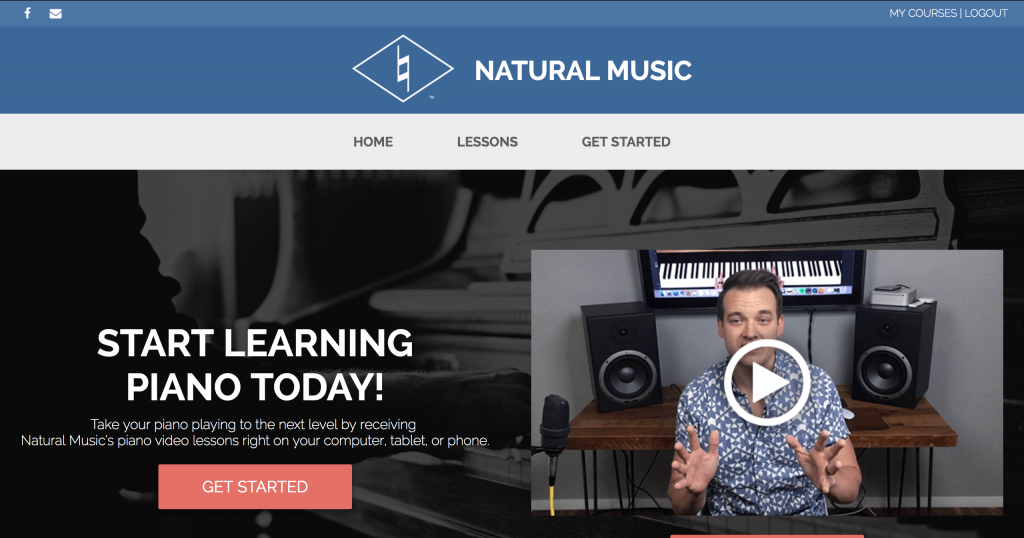 MY COURSES | LOGOUT
NATURAL MUSIC
HOME LESSONS GET STARTED
START LEARNING
PIANO TODAY!
Take your piano playing to the next level by receiving
Natural Music's piano video lessons right on your computer, tablet, or phone.
GET STARTED